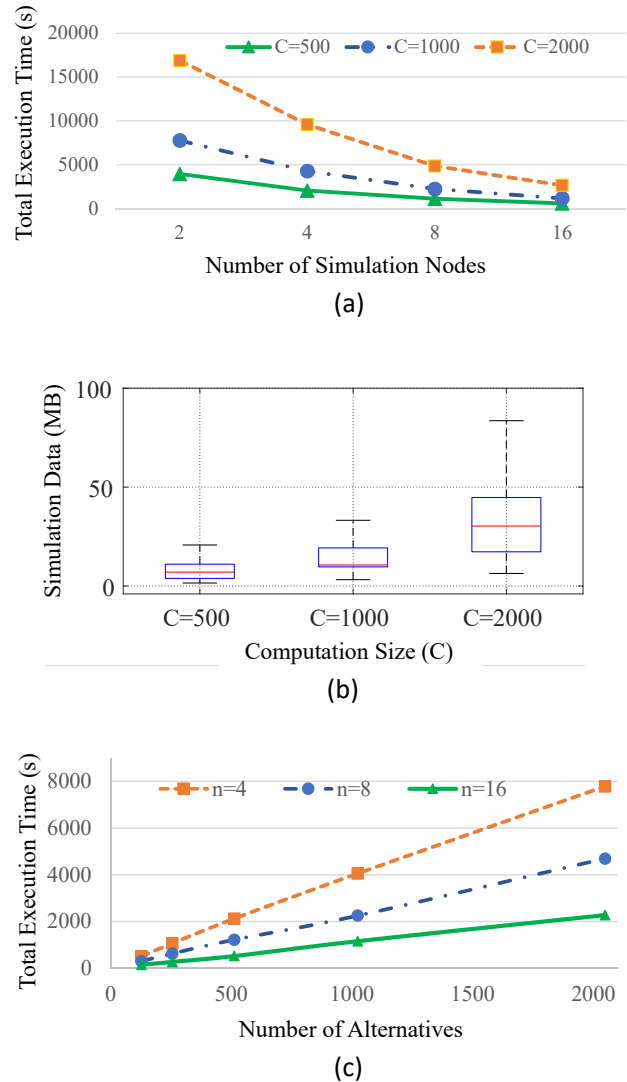 Total Execution Time (s)
20000
15000
10000
5000
0
C=500
C=1000
C=2000
2
4
8
16
Number of Simulation Nodes
(a)
Simulation Data (MB)
100
50
0
C=500
C=1000
C=2000
Computation Size (C)
(b)
Total Execution Time (s)
8000
6000
4000
2000
0
n=4
n=8
n=16
0
500
1000
1500
2000
Number of Alternatives
(c)